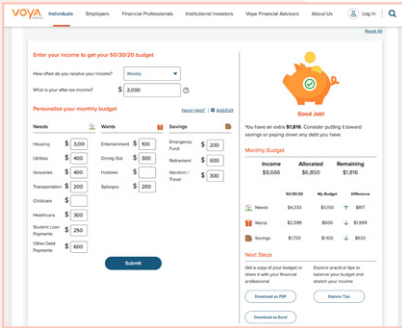 VOYA Individuals Employers Financial Professionals Institutional Investors Voya Financial Advisors About Us Log In
Reset All
Enter your income to get your 50/30/20 budget
How often do you receive your income? Weekly
What is your after-tax income? $ 2,000
Personalize your monthly budget Need Help? Add/Edit
Needs Wants Savings
Housing $ 3,00 Entertainment $ 100 Emergency Fund $ 200
Utilities $ 400 Dining Out $ 300 Retirement $ 600
Groceries $ 400 Hobbies $ Vacation / Travel $ 300
Transportation $ 200 Splurges $ 200
Childcare $
Healthcare $ 300
Student Loan Payments $ 250
Other Debt Payments $ 600
Submit
Good Job!
You have an extra $1,816. Consider putting it toward
savings or paying down any debt you have.
Monthly Budget
Income Allocated Remaining
$8,666 $6,850 $1,816
50/30/20 My Budget Difference
Needs $4,333 $5,150 ↑ $817
Wants $2,599 $600 ↓ $1,999
Savings $1,733 $1,100 ↓ $633
Next Steps
Get a copy of your budget or
share it with your financial
professional
Explore practical tips to
balance your budget and
stretch your income
Download as PDF Explore Tips
Download as Excel